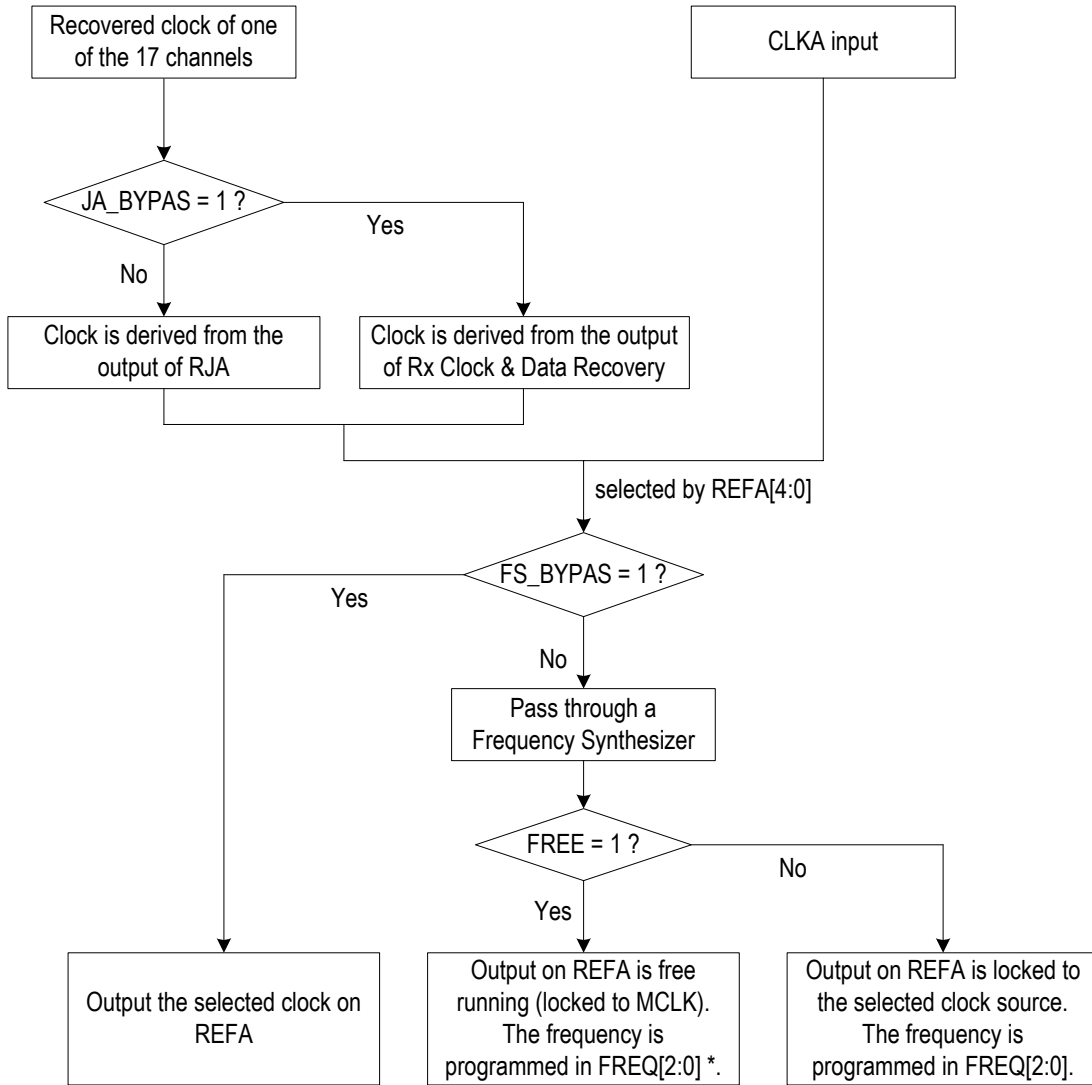 Recovered clock of one
of the 17 channels
CLKA input
JA_BYPAS = 1 ?
Yes
No
Clock is derived from the
output of RJA
Clock is derived from the output
of Rx Clock & Data Recovery
selected by REFA[4:0]
FS_BYPAS = 1 ?
Yes
No
Pass through a
Frequency Synthesizer
FREE = 1 ?
No
Yes
Output the selected clock on
REFA
Output on REFA is free
running (locked to MCLK).
The frequency is
programmed in FREQ[2:0] *.
Output on REFA is locked to
the selected clock source.
The frequency is
programmed in FREQ[2:0].